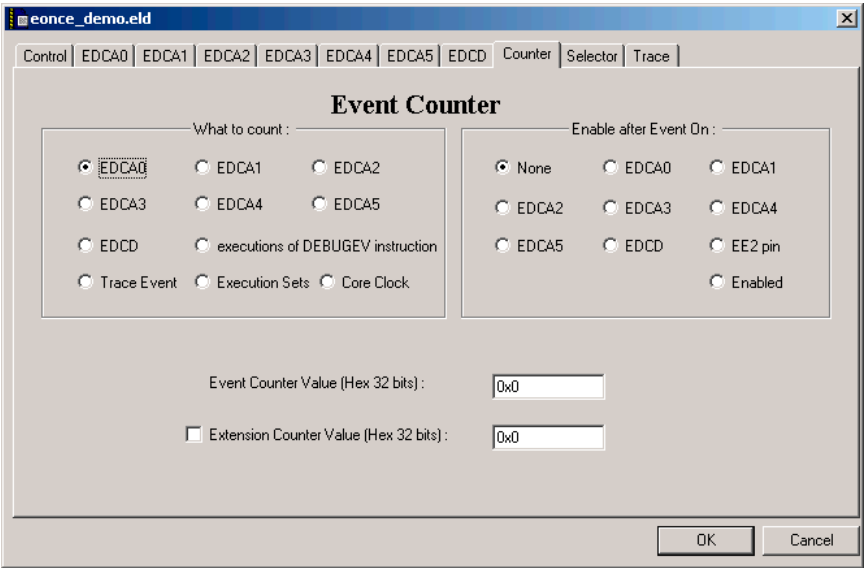 eonce_demo.eld
Control EDCA0 EDCA1 EDCA2 EDCA3 EDCA4 EDCA5 EDCD Counter Selector Trace
Event Counter
What to count :
EDCA0 EDCA1 EDCA2
EDCA3 EDCA4 EDCA5
EDCD executions of DEBUGEV instruction
Trace Event Execution Sets Core Clock
Enable after Event On :
None EDCA0 EDCA1
EDCA2 EDCA3 EDCA4
EDCA5 EDCD EE2 pin
Enabled
Event Counter Value (Hex 32 bits) : 0x0
Extension Counter Value (Hex 32 bits) : 0x0
OK Cancel